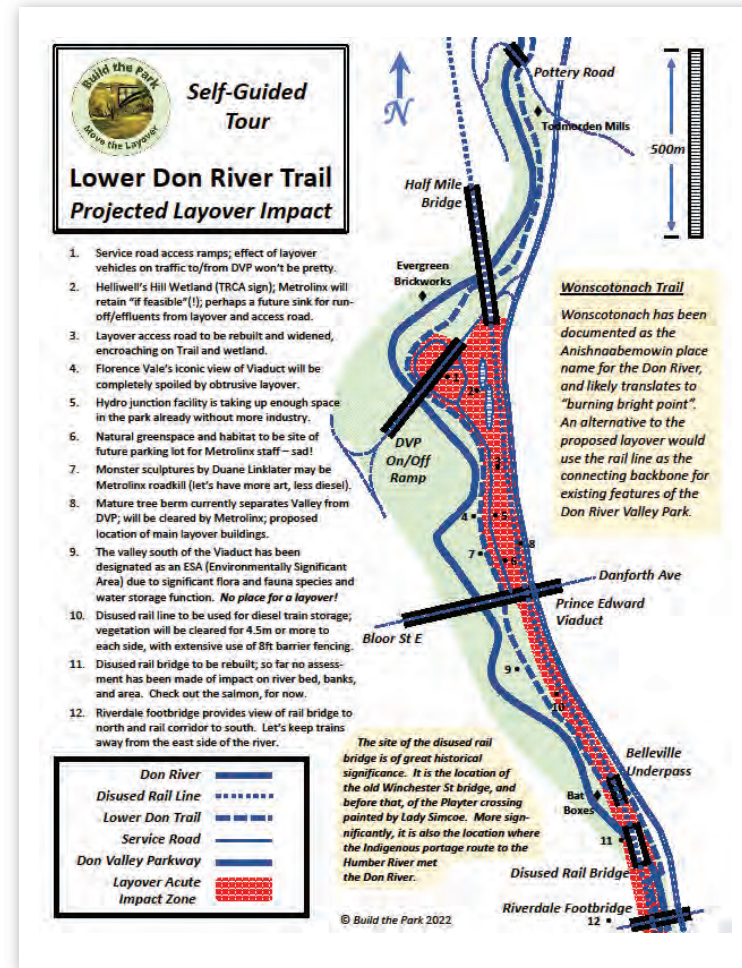 Build the Park
Move the Layover
Self-Guided
Tour
Lower Don River Trail
Projected Layover Impact
1. Service road access ramps; effect of layover
vehicles on traffic to/from DVP won't be pretty.
2. Helliwell's Hill Wetland (TRCA sign); Metrolinx will
retain "if feasible"(!); perhaps a future sink for run-
off/effluents from layover and access road.
3. Layover access road to be rebuilt and widened,
encroaching on Trail and wetland.
4. Florence Vale's iconic view of Viaduct will be
completely spoiled by obtrusive layover.
5. Hydro junction facility is taking up enough space
in the park already without more industry.
6. Natural greenspace and habitat to be site of
future parking lot for Metrolinx staff – sad!
7. Monster sculptures by Duane Linklater may be
Metrolinx roadkill (let's have more art, less diesel).
8. Mature tree berm currently separates Valley from
DVP; will be cleared by Metrolinx; proposed
location of main layover buildings.
9. The valley south of the Viaduct has been
designated as an ESA (Environmentally Significant
Area) due to significant flora and fauna species and
water storage function. No place for a layover!
10. Disused rail line to be used for diesel train storage;
vegetation will be cleared for 4.5m or more to
each side, with extensive use of 8ft barrier fencing.
11. Disused rail bridge to be rebuilt; so far no assess-
ment has been made of impact on river bed, banks,
and area. Check out the salmon, for now.
12. Riverdale footbridge provides view of rail bridge to
north and rail corridor to south. Let's keep trains
away from the east side of the river.
Don River
Disused Rail Line
Lower Don Trail
Service Road
Don Valley Parkway
Layover Acute
Impact Zone
N
Pottery Road
Todmorden Mills
500m
Half Mile
Bridge
Evergreen
Brickworks
1
2
3
DVP
On/Off
Ramp
4
5
6
7
8
Danforth Ave
Prince Edward
Viaduct
Bloor St E
9
10
Belleville
Underpass
Bat
Boxes
11
Disused Rail Bridge
Riverdale Footbridge
12
Wonscotonach Trail
Wonscotonach has been
documented as the
Anishnaabemowin place
name for the Don River,
and likely translates to
"burning bright point".
An alternative to the
proposed layover would
use the rail line as the
connecting backbone for
existing features of the
Don River Valley Park.
The site of the disused rail
bridge is of great historical
significance. It is the location of
the old Winchester St bridge, and
before that, of the Playter crossing
painted by Lady Simcoe. More sign-
ificantly, it is also the location where
the Indigenous portage route to the
Humber River met
the Don River.
© Build the Park 2022